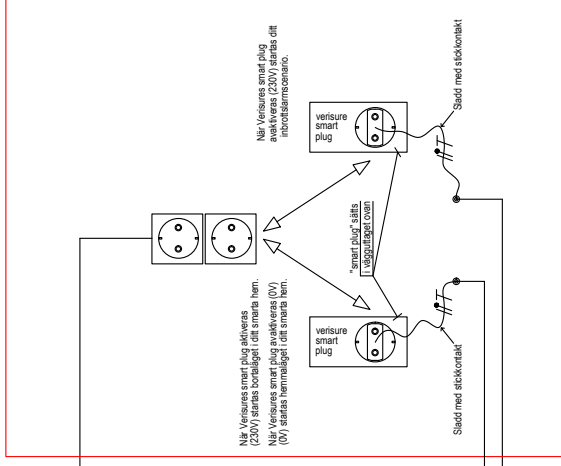 När Verisures smart plug
avaktiveras (230V) startas ditt
inbrottslarmscenario.
verisure
smart
plug
Sladd med stickkontakt
"smart plug" sätts
i vägguttaget ovan
När Verisures smart plug aktiveras
(230V) startas bortaläget i ditt smarta hem.
När Verisures smart plug avaktiveras (0V)
(0V) startas hemmaläget i ditt smarta hem.
verisure
smart
plug
Sladd med stickkontakt